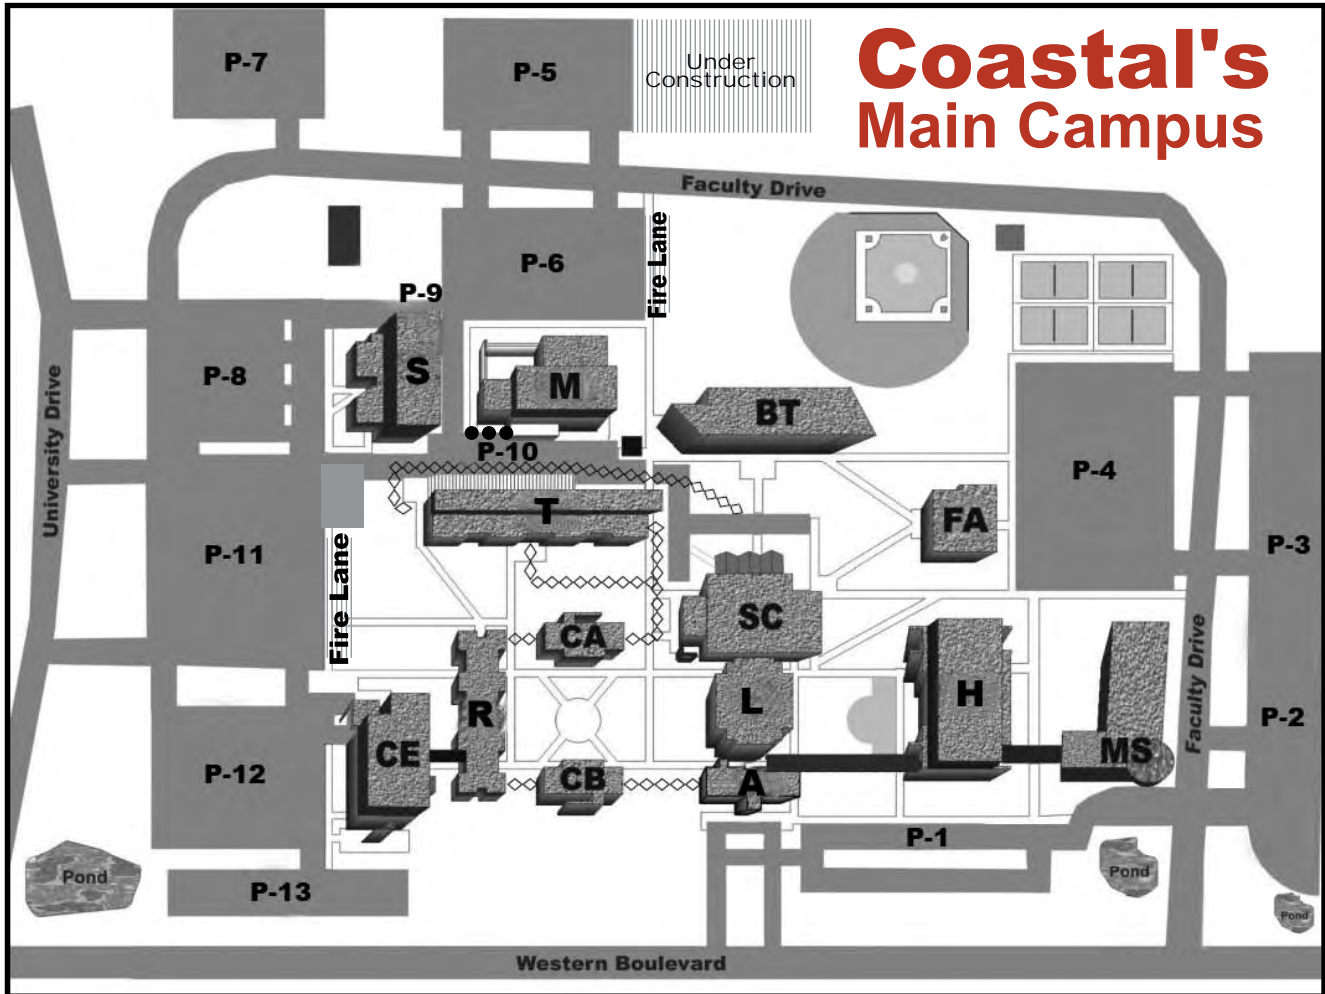 Coastal's
Main Campus
P-7
P-5
Under
Construction
Faculty Drive
Fire Lane
P-6
P-9
P-8
S
M
BT
University Drive
P-10
P-4
T
FA
P-11
P-3
Fire Lane
SC
CA
Faculty Drive
L
H
R
P-2
CE
MS
P-12
CB
A
P-1
Pond
P-13
Pond
Pond
Western Boulevard